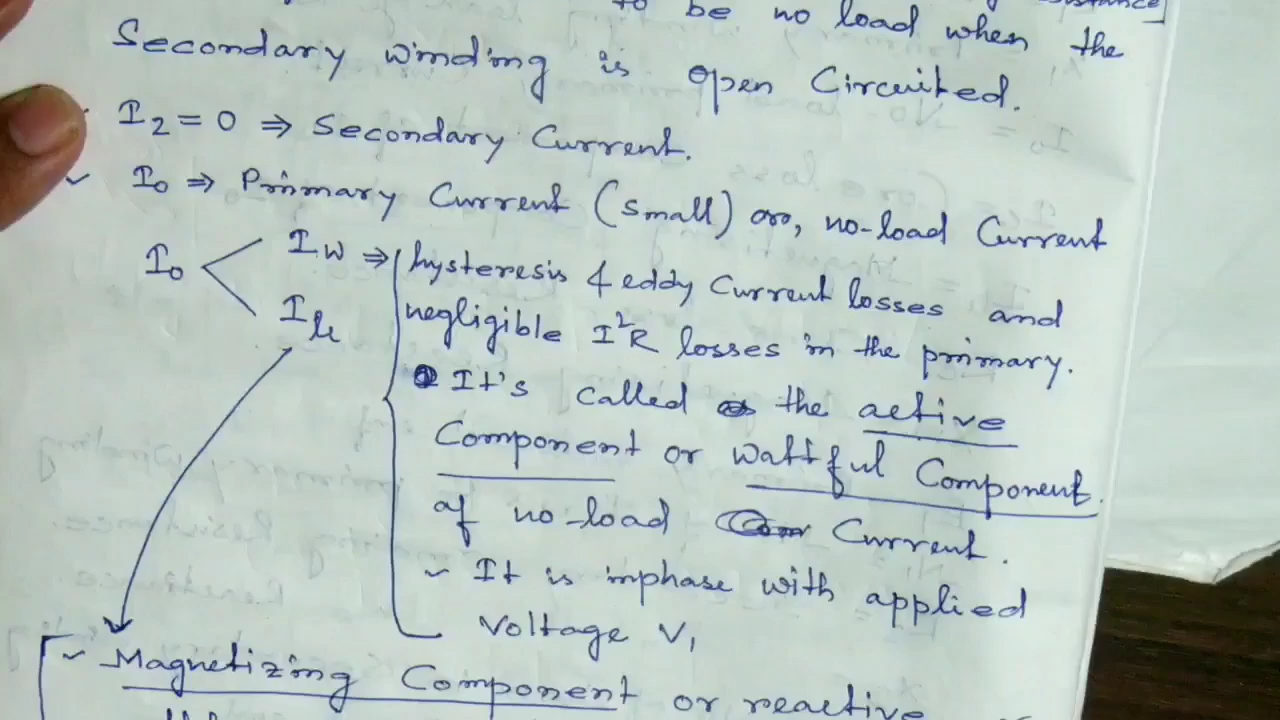 to be no load when the
Secondary winding is open Circuited.
I₂ = 0 ⇒ Secondary Current.
✓ I₀ ⇒ Primary Current (small) or, no-load Current
I₀ < I_W ⇒ hysteresis & eddy Current losses and
I_μ negligible I²R losses in the primary.
It's called the active
Component or wattful Component.
of no-load Current.
✓ It is inphase with applied
Voltage V₁
✓ Magnetizing Component or reactive